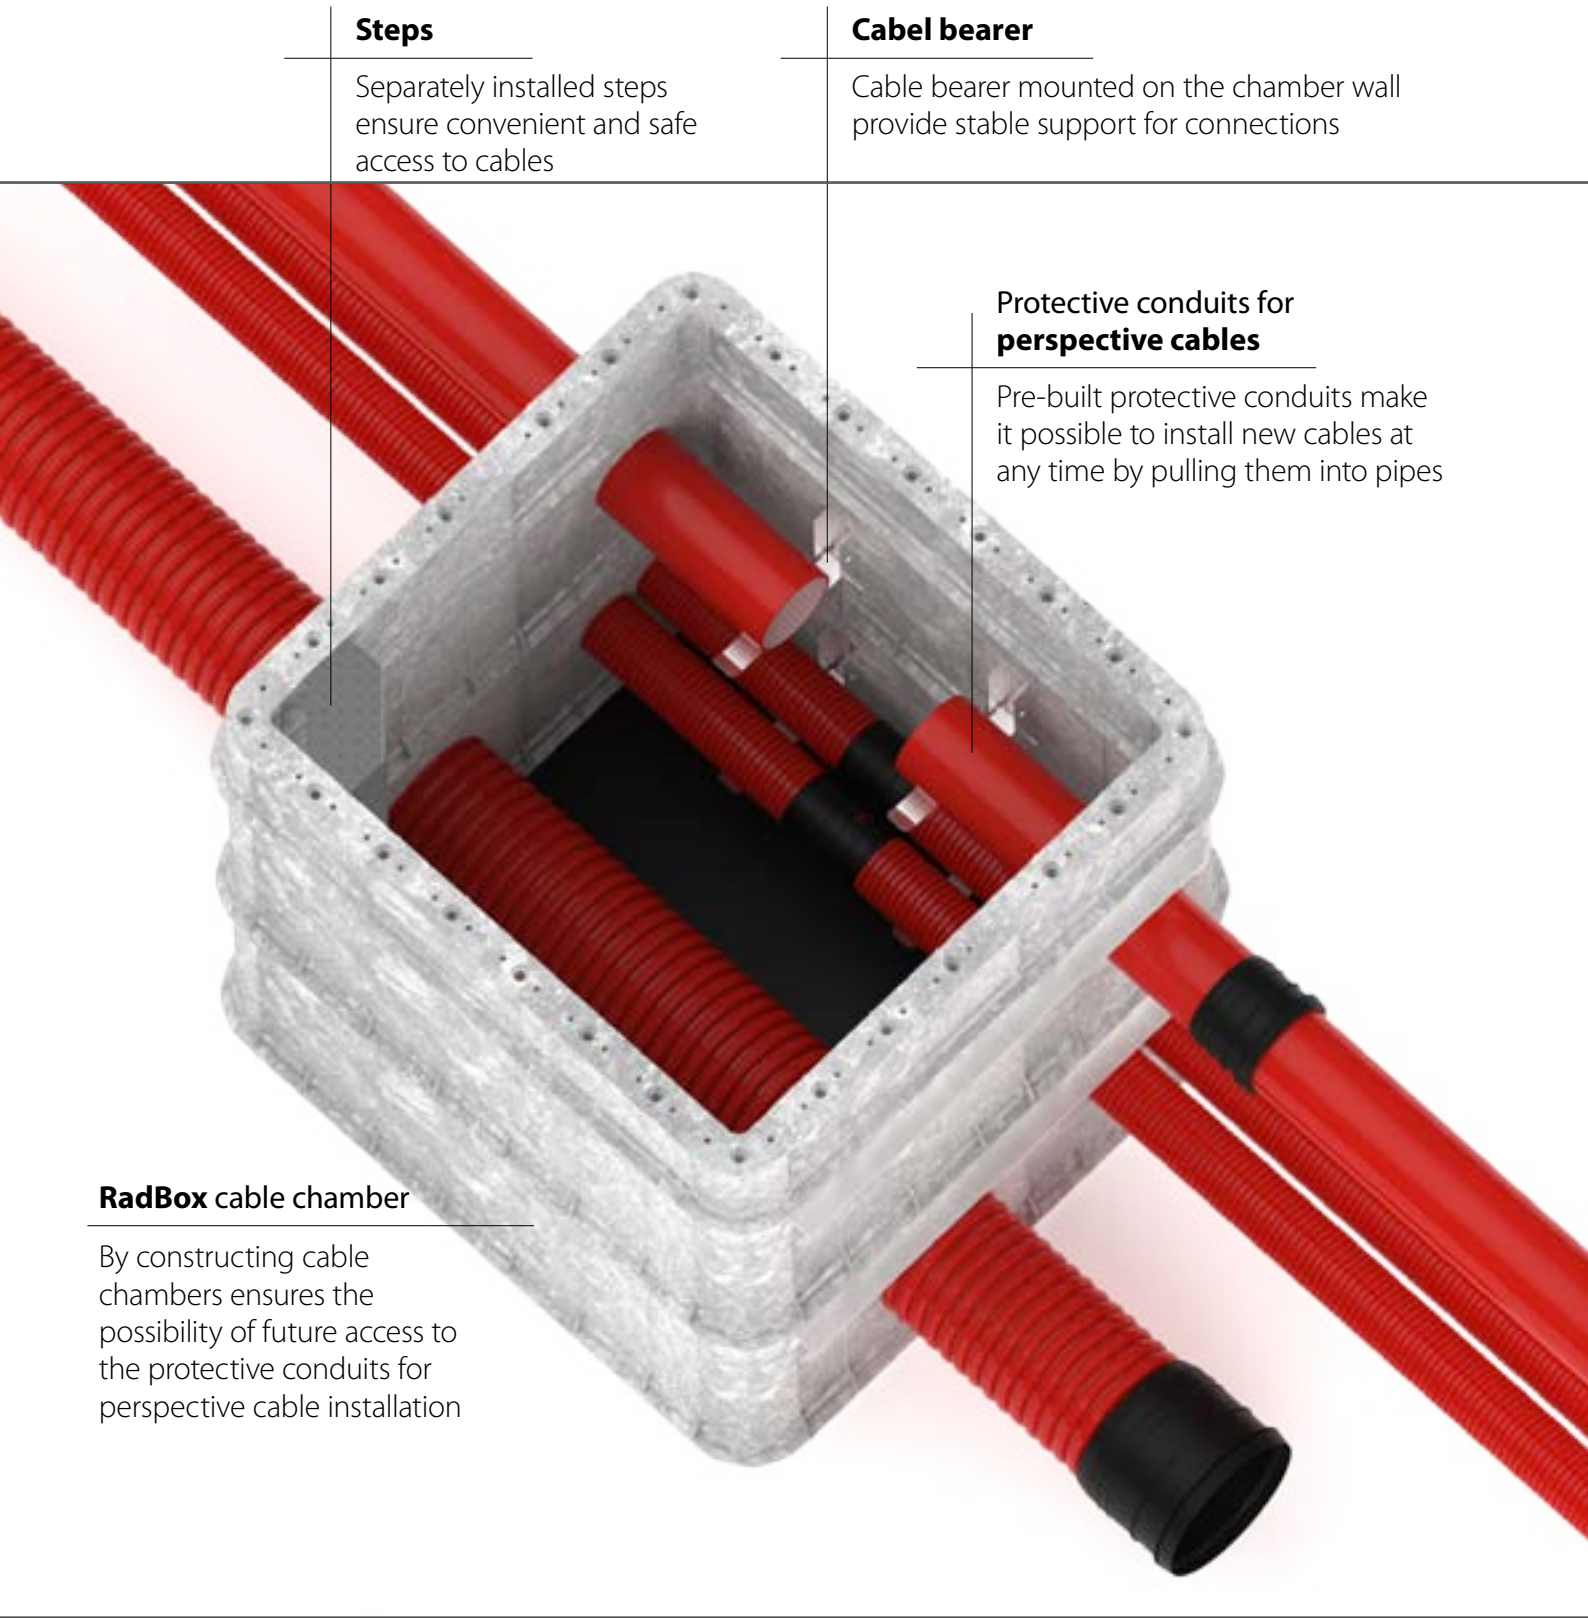 Steps
Separately installed steps
ensure convenient and safe
access to cables
Cabel bearer
Cable bearer mounted on the chamber wall
provide stable support for connections
Protective conduits for
perspective cables
Pre-built protective conduits make
it possible to install new cables at
any time by pulling them into pipes
RadBox cable chamber
By constructing cable
chambers ensures the
possibility of future access to
the protective conduits for
perspective cable installation